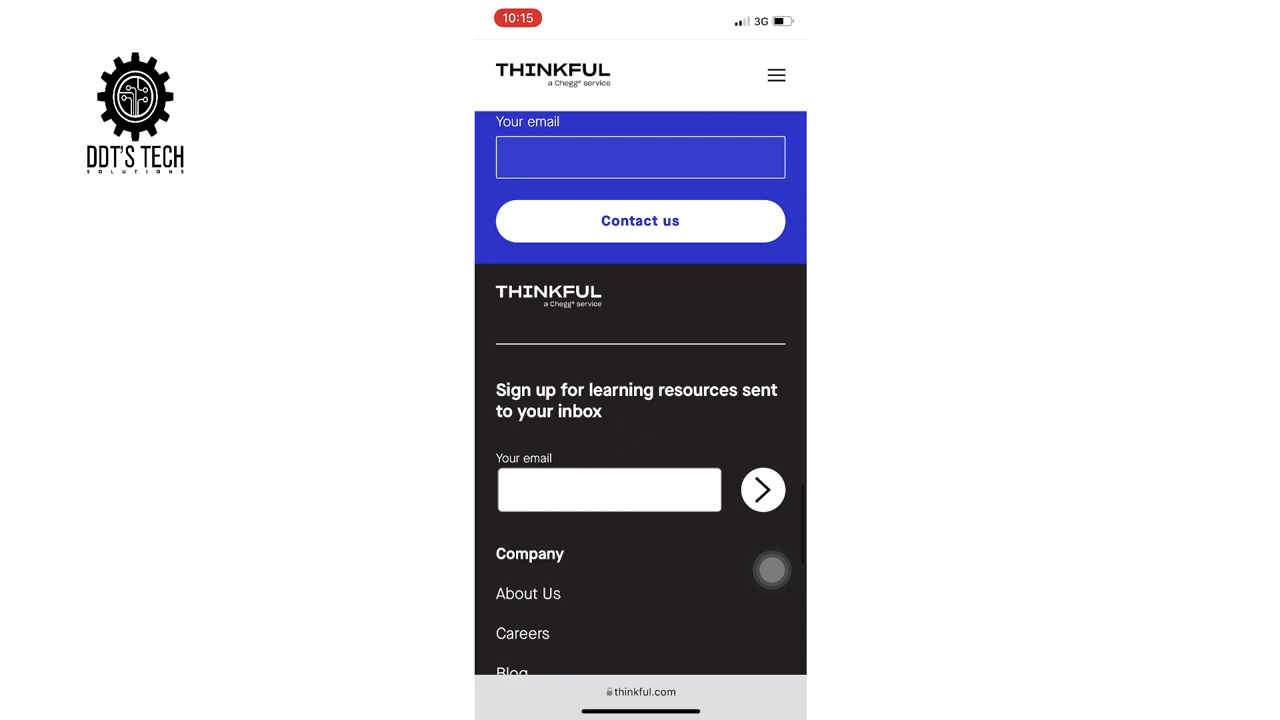 10:15
3G
DDT'S TECH
SOLUTIONS
THINKFUL
a Chegg® service
Your email
Contact us
THINKFUL
a Chegg® service
Sign up for learning resources sent
to your inbox
Your email
Company
About Us
Careers
Blog
thinkful.com